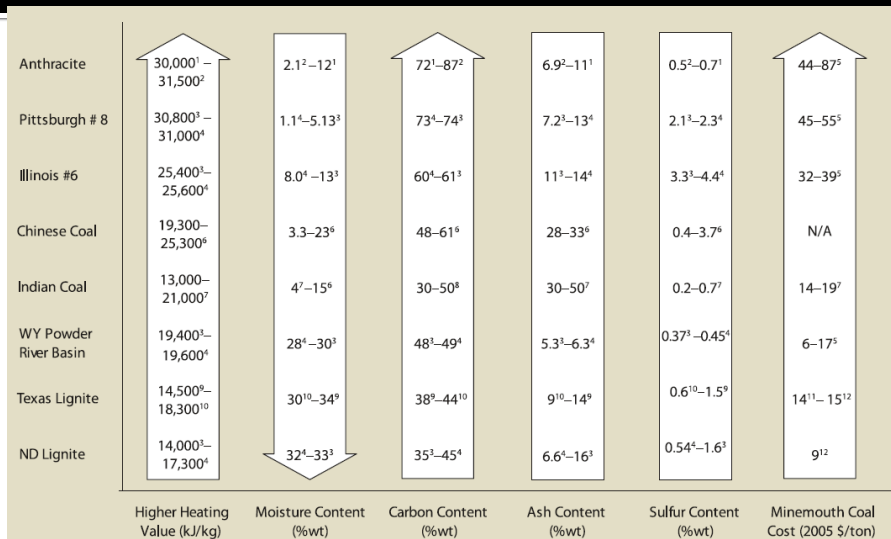 Anthracite 30,000¹ – 31,500² 2.1²–12¹ 72¹–87² 6.9²–11¹ 0.5²–0.7¹ 44–87⁵
Pittsburgh # 8 30,800³ – 31,000⁴ 1.1⁴–5.13³ 73⁴–74³ 7.2³–13⁴ 2.1³–2.3⁴ 45–55⁵
Illinois #6 25,400³– 25,600⁴ 8.0⁴ –13³ 60⁴–61³ 11³–14⁴ 3.3³–4.4⁴ 32–39⁵
Chinese Coal 19,300– 25,300⁶ 3.3–23⁶ 48–61⁶ 28–33⁶ 0.4–3.7⁶ N/A
Indian Coal 13,000– 21,000⁷ 4⁷–15⁶ 30–50⁸ 30–50⁷ 0.2–0.7⁷ 14–19⁷
WY Powder River Basin 19,400³– 19,600⁴ 28⁴–30³ 48³–49⁴ 5.3³–6.3⁴ 0.37³ –0.45⁴ 6–17⁵
Texas Lignite 14,500⁹– 18,300¹⁰ 30¹⁰–34⁹ 38⁹–44¹⁰ 9¹⁰–14⁹ 0.6¹⁰–1.5⁹ 14¹¹– 15¹²
ND Lignite 14,000³– 17,300⁴ 32⁴–33³ 35³–45⁴ 6.6⁴–16³ 0.54⁴–1.6³ 9¹²
Higher Heating Moisture Content Carbon Content Ash Content Sulfur Content Minemouth Coal
Value (kJ/kg) (%wt) (%wt) (%wt) (%wt) Cost (2005 $/ton)